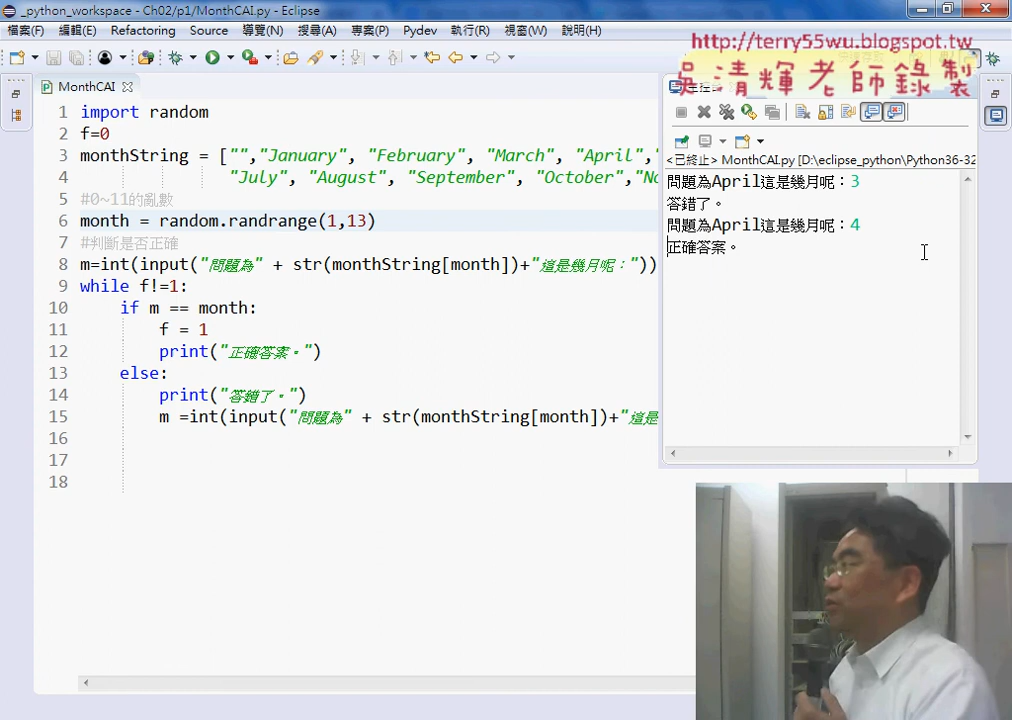 _python_workspace - Ch02/p1/MonthCAI.py - Eclipse
檔案(F) 編輯(E) Refactoring Source 導覽(N) 搜尋(A) 專案(P) Pydev 執行(R) 視窗(W) 說明(H)
http://terry55wu.blogspot.tw
吳清輝老師錄製
MonthCAI
1 import random
2 f=0
3 monthString = ["","January", "February", "March", "April","
4 "July", "August", "September", "October","No
5 #0~11的亂數
6 month = random.randrange(1,13)
7 #判斷是否正確
8 m=int(input("問題為" + str(monthString[month])+"這是幾月呢："))
9 while f!=1:
10 if m == month:
11 f = 1
12 print("正確答案。")
13 else:
14 print("答錯了。")
15 m =int(input("問題為" + str(monthString[month])+"這是
16
17
18
<已終止> MonthCAI.py [D:\eclipse_python\Python36-32
問題為April這是幾月呢：3
答錯了。
問題為April這是幾月呢：4
正確答案。